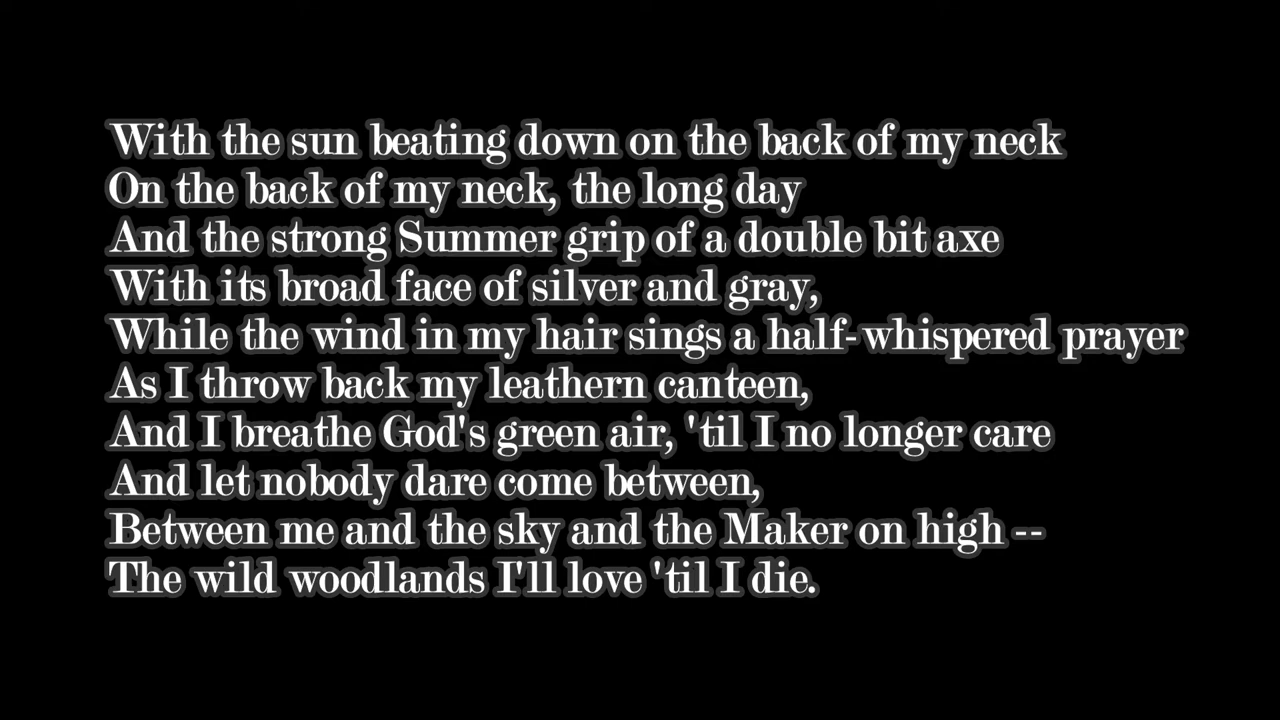 With the sun beating down on the back of my neck
On the back of my neck, the long day
And the strong Summer grip of a double bit axe
With its broad face of silver and gray,
While the wind in my hair sings a half-whispered prayer
As I throw back my leathern canteen,
And I breathe God's green air, 'til I no longer care
And let nobody dare come between,
Between me and the sky and the Maker on high --
The wild woodlands I'll love 'til I die.